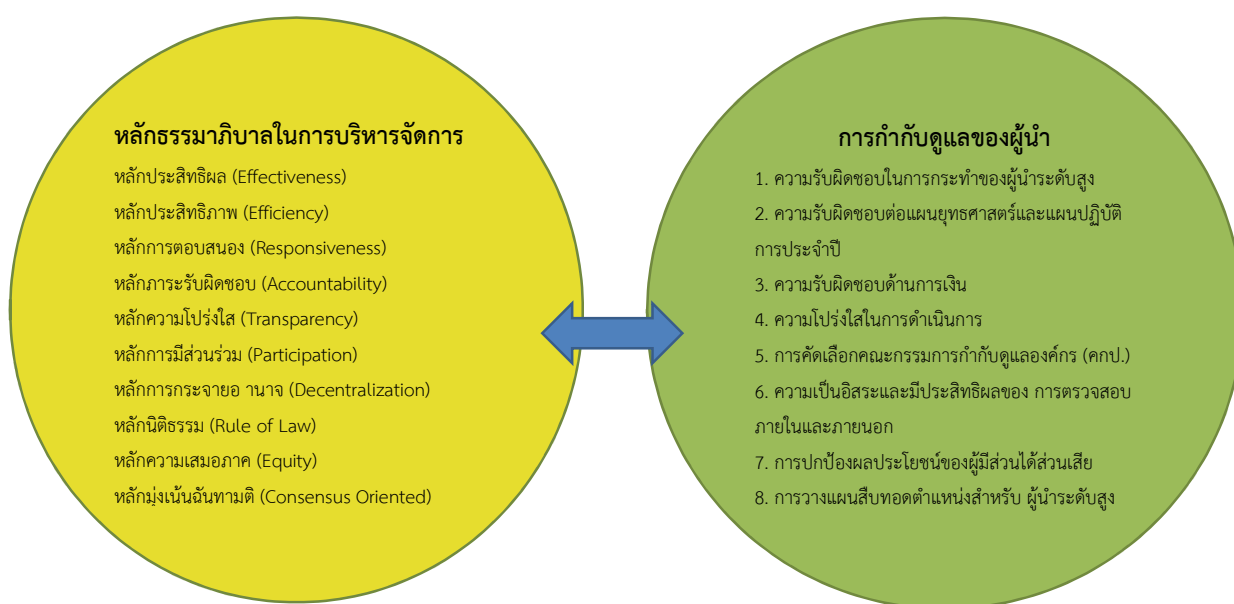 หลักธรรมาภิบาลในการบริหารจัดการ
หลักประสิทธิผล (Effectiveness)
หลักประสิทธิภาพ (Efficiency)
หลักการตอบสนอง (Responsiveness)
หลักภาระรับผิดชอบ (Accountability)
หลักความโปร่งใส (Transparency)
หลักการมีส่วนร่วม (Participation)
หลักการกระจายอ านาจ (Decentralization)
หลักนิติธรรม (Rule of Law)
หลักความเสมอภาค (Equity)
หลักมุ่งเน้นฉันทามติ (Consensus Oriented)
การกำกับดูแลของผู้นำ
1. ความรับผิดชอบในการกระทำของผู้นำระดับสูง
2. ความรับผิดชอบต่อแผนยุทธศาสตร์และแผนปฏิบัติ
การประจำปี
3. ความรับผิดชอบด้านการเงิน
4. ความโปร่งใสในการดำเนินการ
5. การคัดเลือกคณะกรรมการกำกับดูแลองค์กร (คกป.)
6. ความเป็นอิสระและมีประสิทธิผลของ การตรวจสอบ
ภายในและภายนอก
7. การปกป้องผลประโยชน์ของผู้มีส่วนได้ส่วนเสีย
8. การวางแผนสืบทอดตำแหน่งสำหรับ ผู้นำระดับสูง